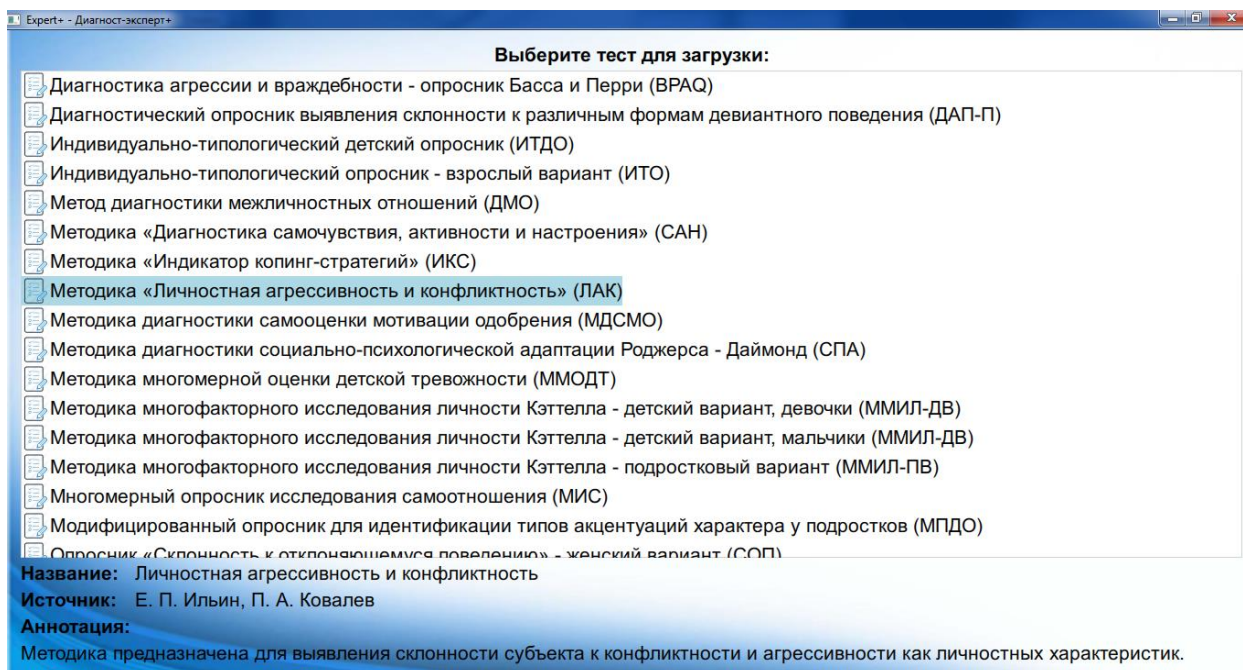 Expert+ - Диагност-эксперт+
Выберите тест для загрузки:
Диагностика агрессии и враждебности - опросник Басса и Перри (BPAQ)
Диагностический опросник выявления склонности к различным формам девиантного поведения (ДАП-П)
Индивидуально-типологический детский опросник (ИТДО)
Индивидуально-типологический опросник - взрослый вариант (ИТО)
Метод диагностики межличностных отношений (ДМО)
Методика «Диагностика самочувствия, активности и настроения» (САН)
Методика «Индикатор копинг-стратегий» (ИКС)
Методика «Личностная агрессивность и конфликтность» (ЛАК)
Методика диагностики самооценки мотивации одобрения (МДСМО)
Методика диагностики социально-психологической адаптации Роджерса - Даймонд (СПА)
Методика многомерной оценки детской тревожности (ММОДТ)
Методика многофакторного исследования личности Кэттелла - детский вариант, девочки (ММИЛ-ДВ)
Методика многофакторного исследования личности Кэттелла - детский вариант, мальчики (ММИЛ-ДВ)
Методика многофакторного исследования личности Кэттелла - подростковый вариант (ММИЛ-ПВ)
Многомерный опросник исследования самоотношения (МИС)
Модифицированный опросник для идентификации типов акцентуаций характера у подростков (МПДО)
Опросник «Склонность к отклоняющемуся поведению» - женский вариант (СОП)
Название: Личностная агрессивность и конфликтность
Источник: Е. П. Ильин, П. А. Ковалев
Аннотация:
Методика предназначена для выявления склонности субъекта к конфликтности и агрессивности как личностных характеристик.